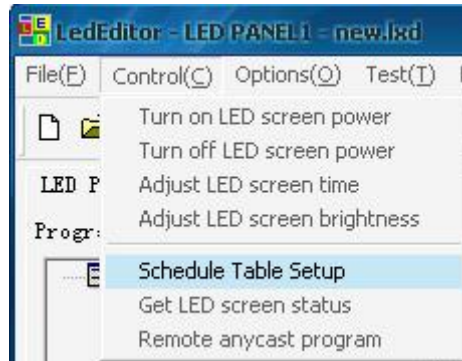 LedEditor - LED PANEL1 - new.lxd
File(F) Control(C) Options(O) Test(T)
Turn on LED screen power
Turn off LED screen power
LED P Adjust LED screen time
Progr Adjust LED screen brightness
Schedule Table Setup
Get LED screen status
Remote anycast program